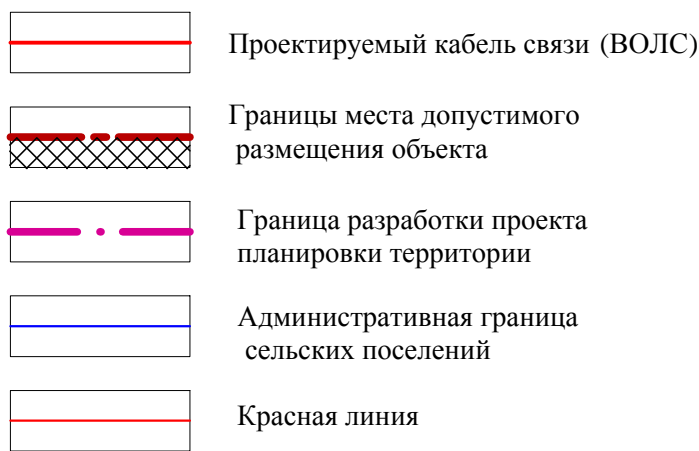 Проектируемый кабель связи (ВОЛС)
Границы места допустимого
размещения объекта
Граница разработки проекта
планировки территории
Административная граница
сельских поселений
Красная линия